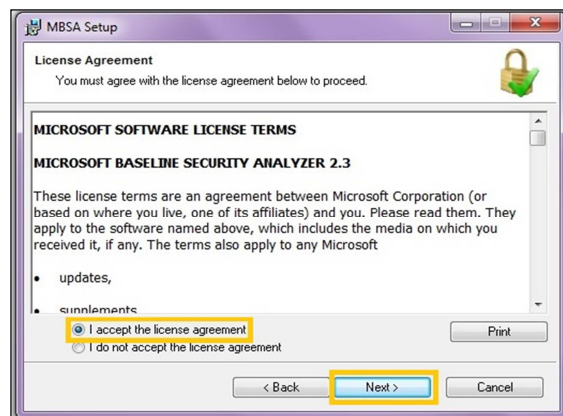 MBSA Setup
License Agreement
You must agree with the license agreement below to proceed.
MICROSOFT SOFTWARE LICENSE TERMS
MICROSOFT BASELINE SECURITY ANALYZER 2.3
These license terms are an agreement between Microsoft Corporation (or
based on where you live, one of its affiliates) and you. Please read them. They
apply to the software named above, which includes the media on which you
received it, if any. The terms also apply to any Microsoft
• updates,
• supplements
I accept the license agreement
Print
I do not accept the license agreement
< Back
Next >
Cancel